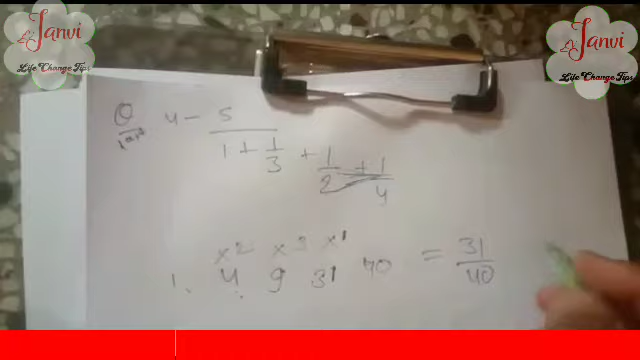 Janvi
Life Change Tips
Janvi
Life Change Tips
Q 4 - 5
1 + 1/3 + 1/2 + 1/4
x2 x3 x1
1. 4 9 31 40 = 31/40